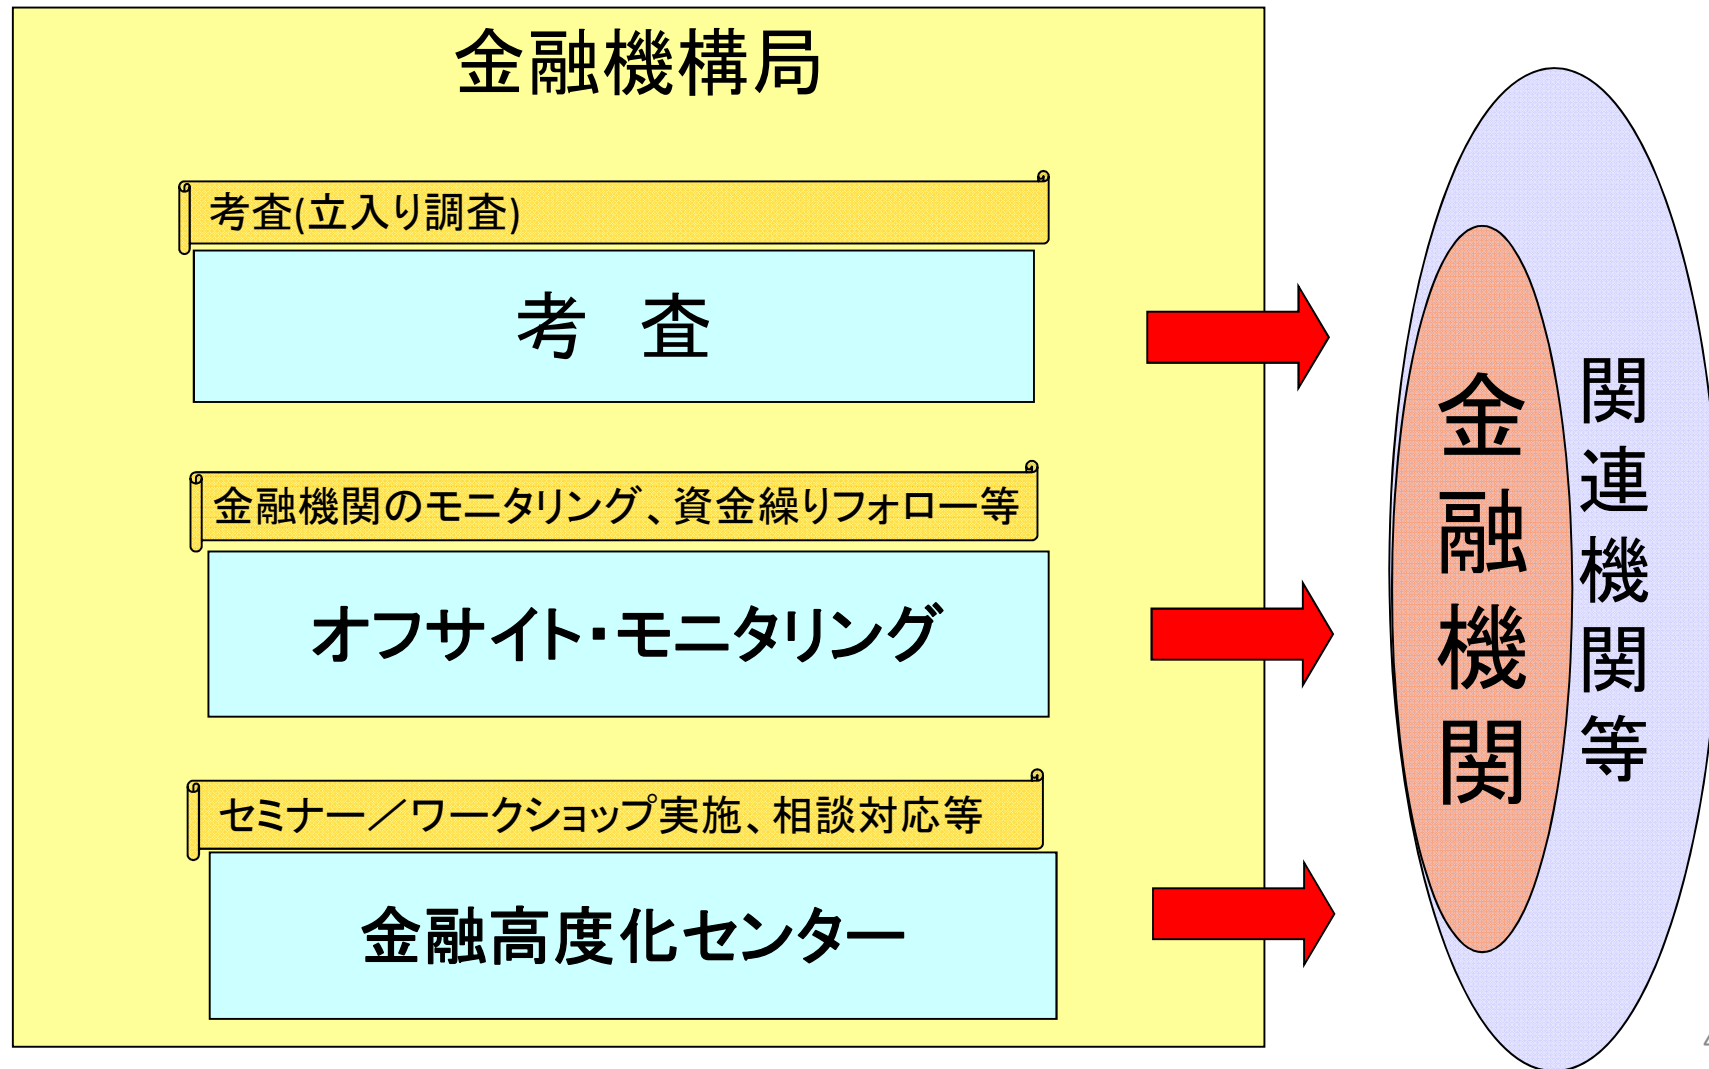 金融機構局
考査(立入り調査)
考　査
金融機関のモニタリング、資金繰りフォロー等
オフサイト・モニタリング
セミナー／ワークショップ実施、相談対応等
金融高度化センター
金融機関
関連機関等